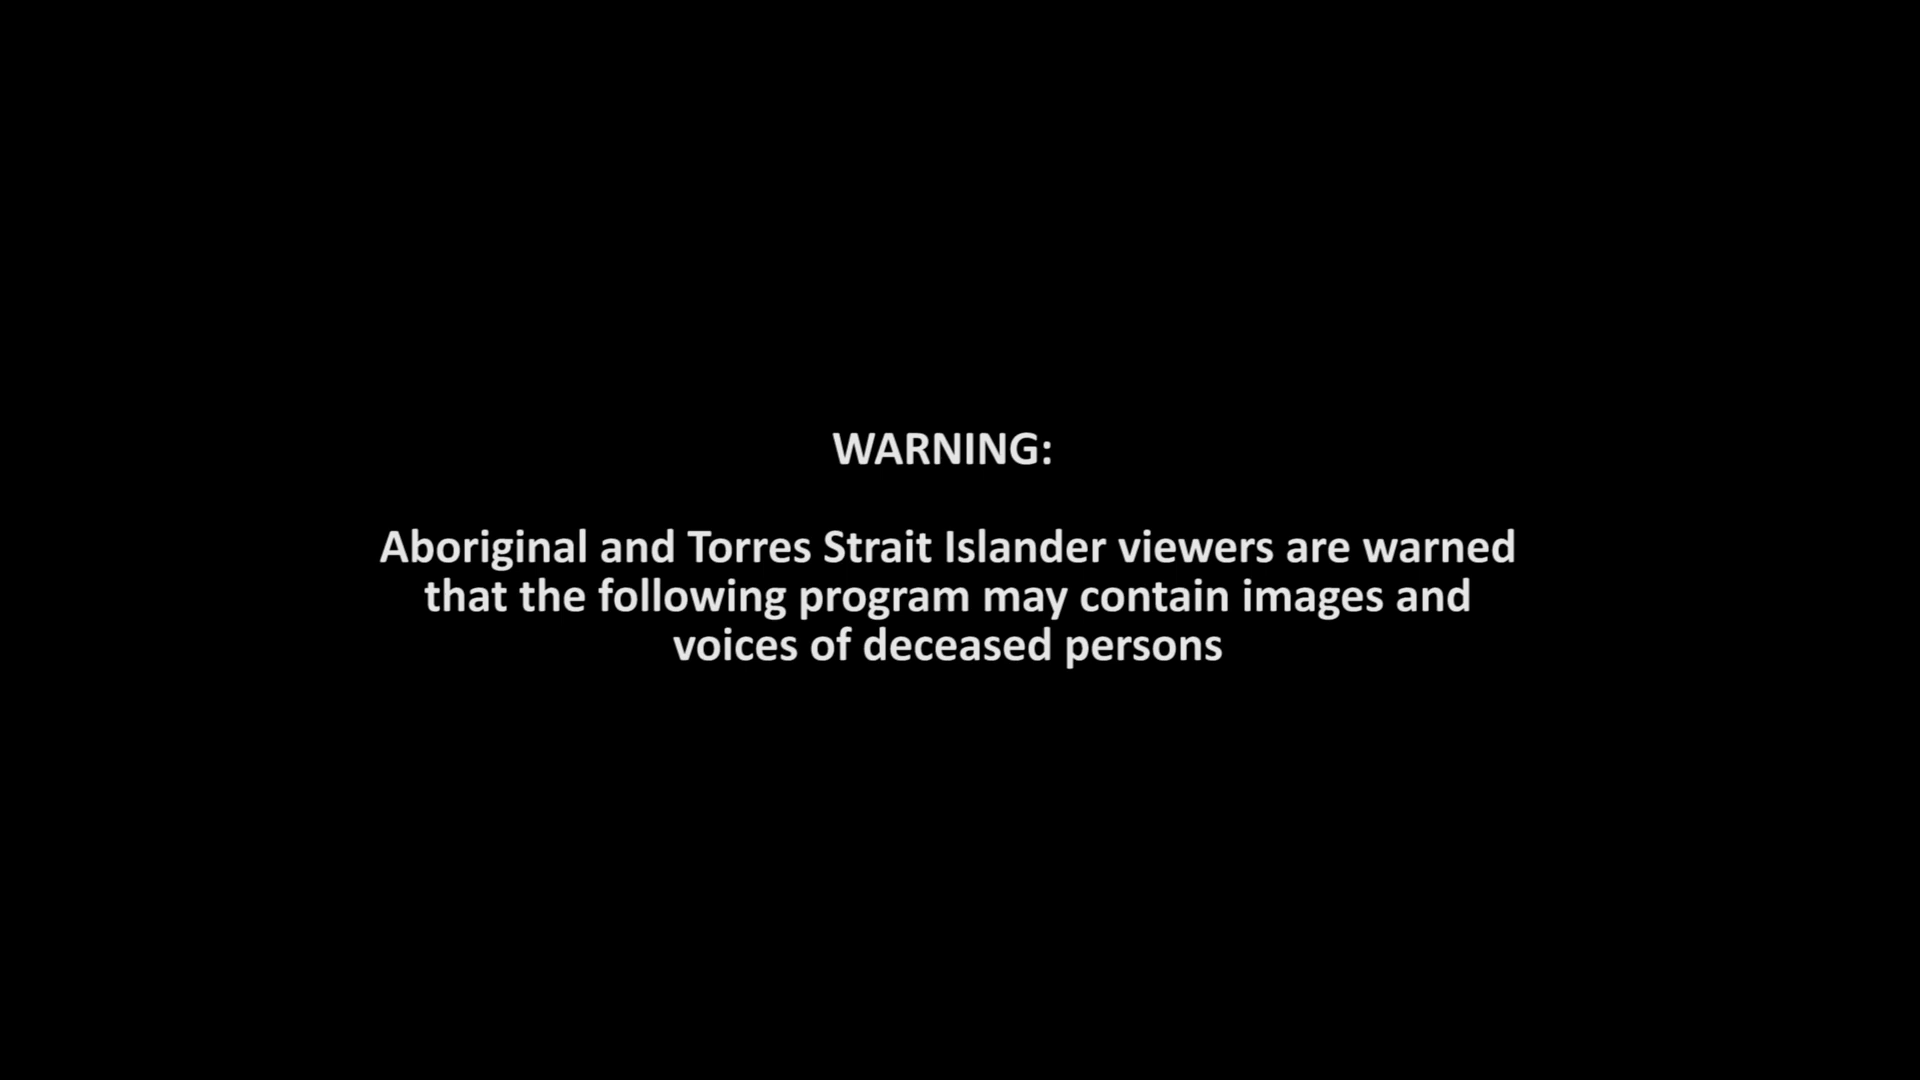 WARNING:
Aboriginal and Torres Strait Islander viewers are warned
that the following program may contain images and
voices of deceased persons